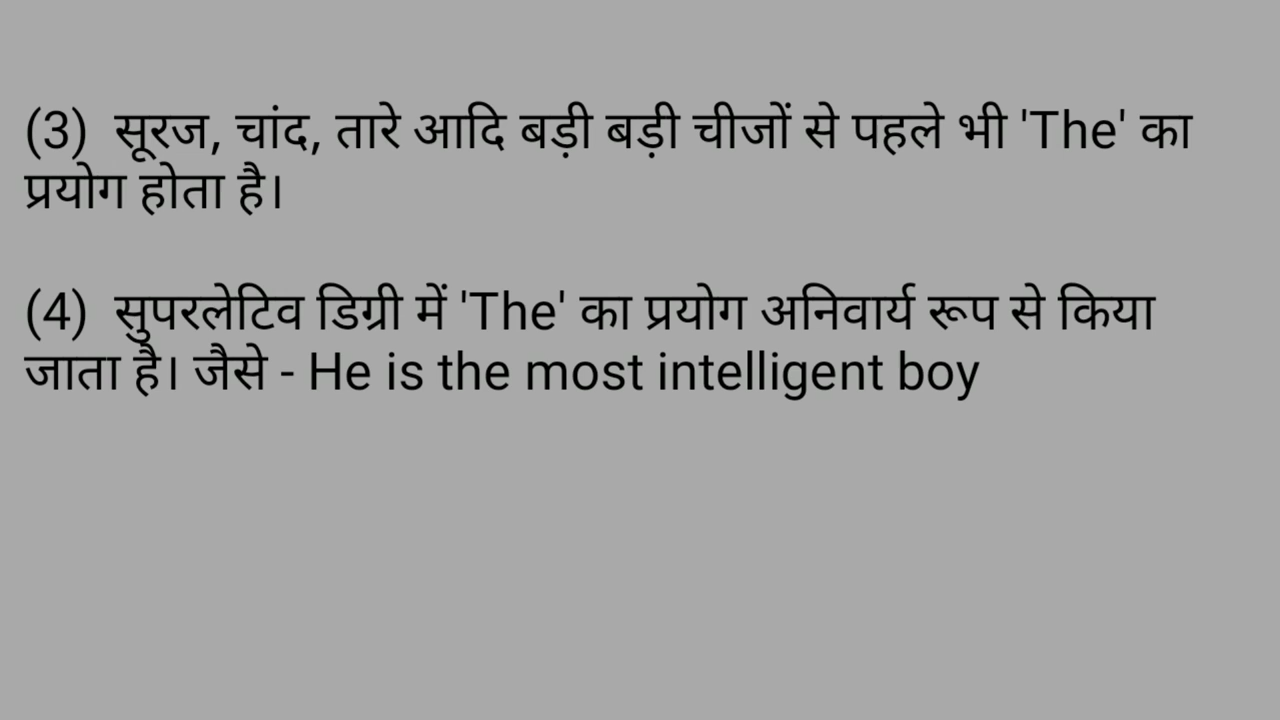 (3)  सूरज, चांद, तारे आदि बड़ी बड़ी चीजों से पहले भी 'The' का
प्रयोग होता है।
(4)  सुपरलेटिव डिग्री में 'The' का प्रयोग अनिवार्य रूप से किया
जाता है। जैसे - He is the most intelligent boy